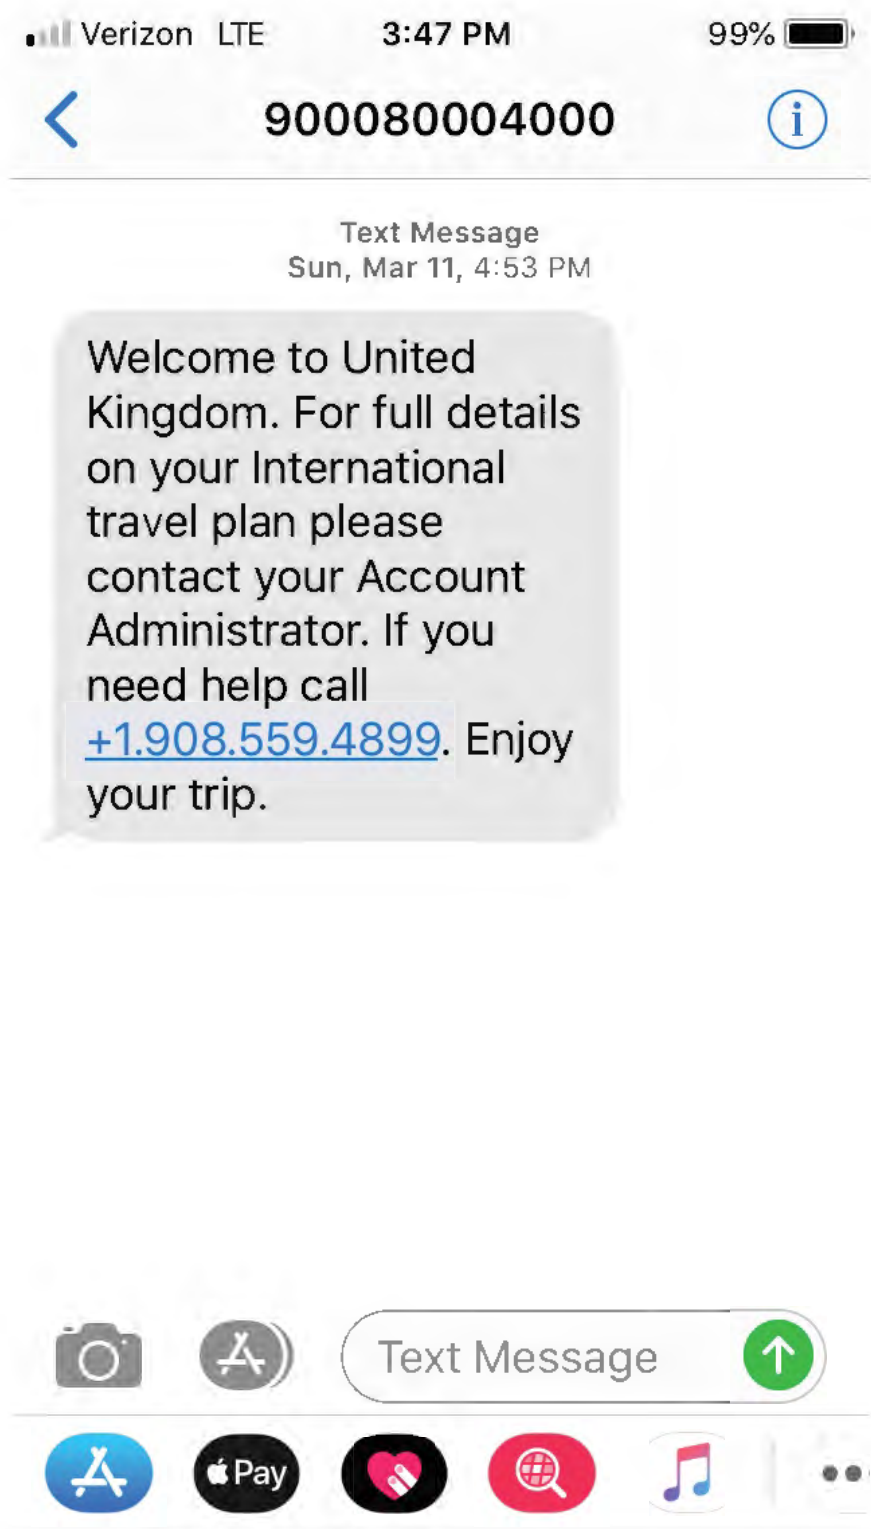 Verizon LTE 3:47 PM 99%
900080004000
Text Message
Sun, Mar 11, 4:53 PM
Welcome to United
Kingdom. For full details
on your International
travel plan please
contact your Account
Administrator. If you
need help call
+1.908.559.4899. Enjoy
your trip.
Text Message
Pay